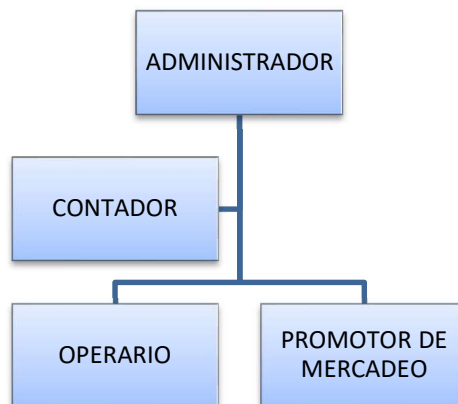 ADMINISTRADOR
CONTADOR
OPERARIO
PROMOTOR DE
MERCADEO